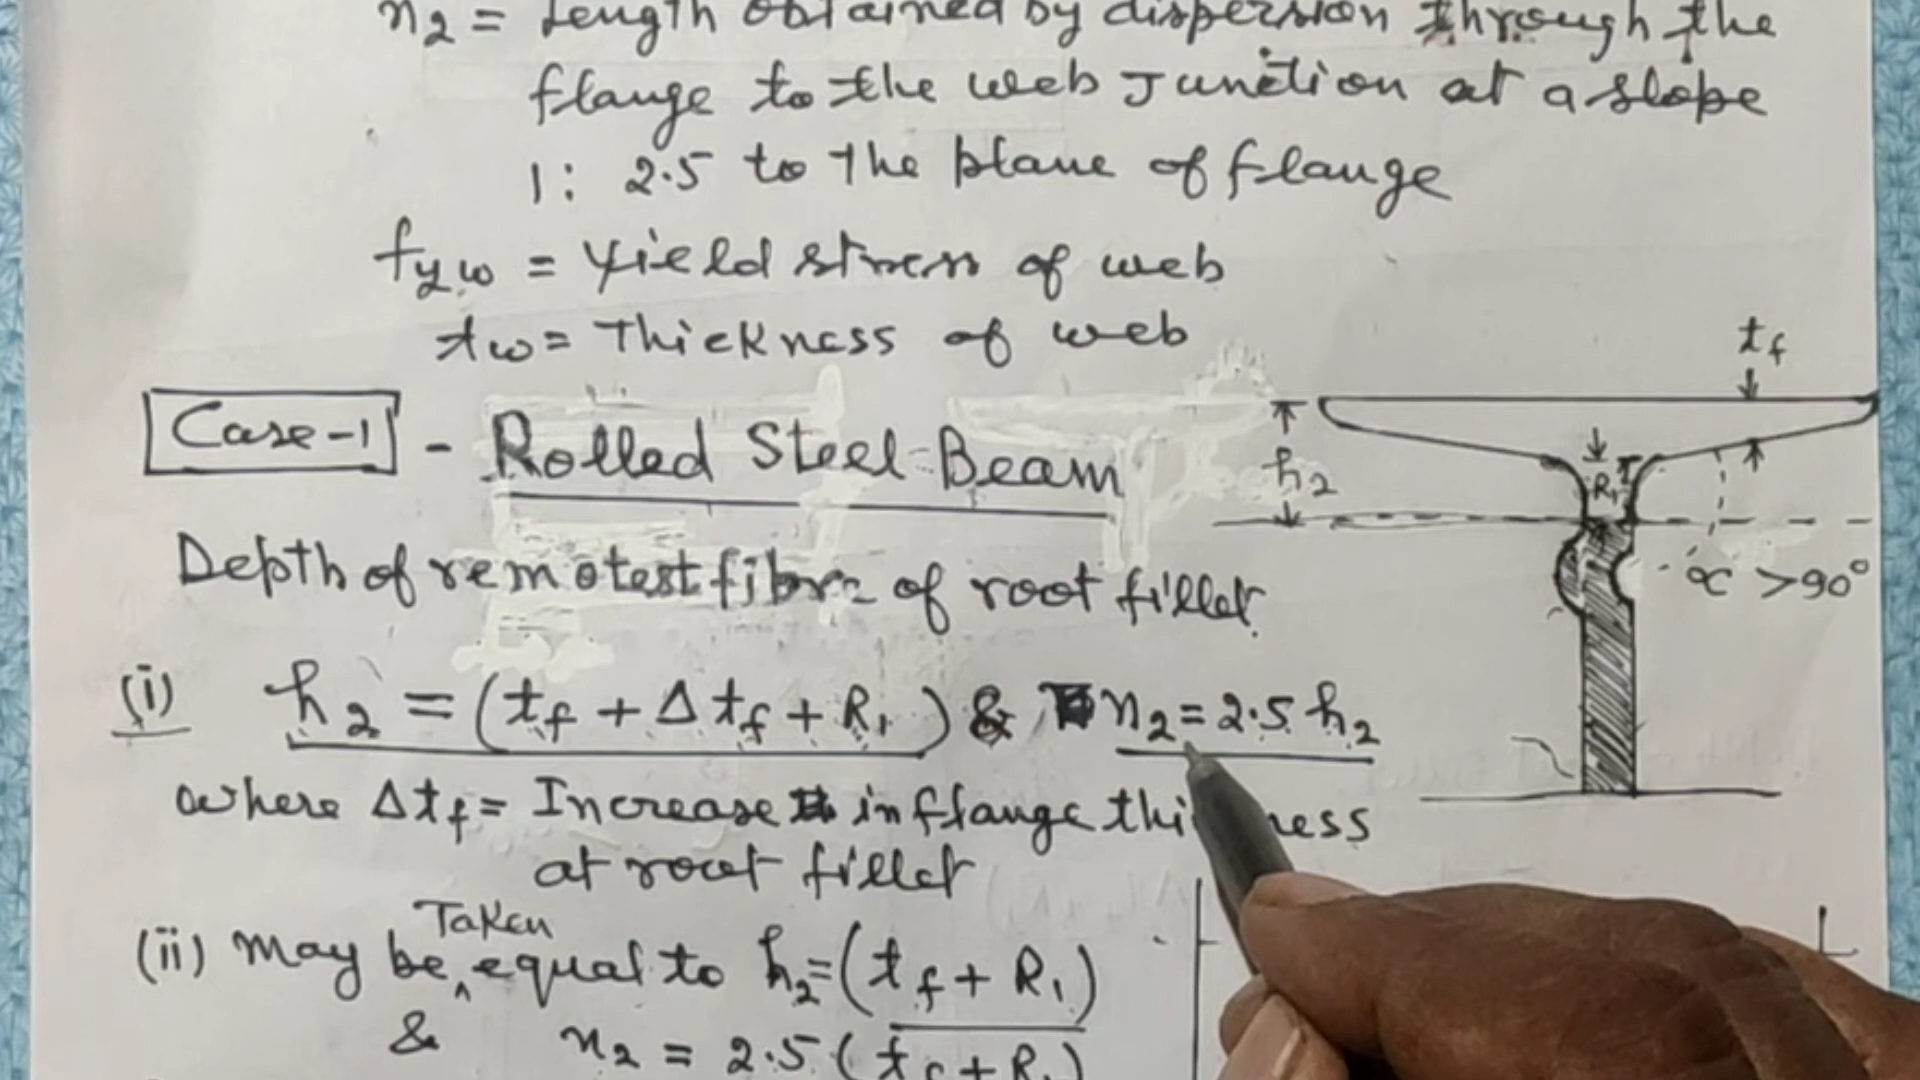 n₂ = Length obtained by dispersion through the
flange to the web Junction at a slope
1 : 2.5 to the plane of flange
fyw = Yield stress of web
tw = Thickness of web
Case-1 - Rolled Steel Beam
Depth of remotest fibre of root fillet
(i) h₂ = (tf + Δtf + R₁) & n₂ = 2.5 h₂
where Δtf = Increase in flange thi ness
at root fillet
Taken
(ii) May be ‸ equal to h₂ = (tf + R₁)
& n₂ = 2.5 (tf + R₁)
tf
h₂
R₁
α > 90°